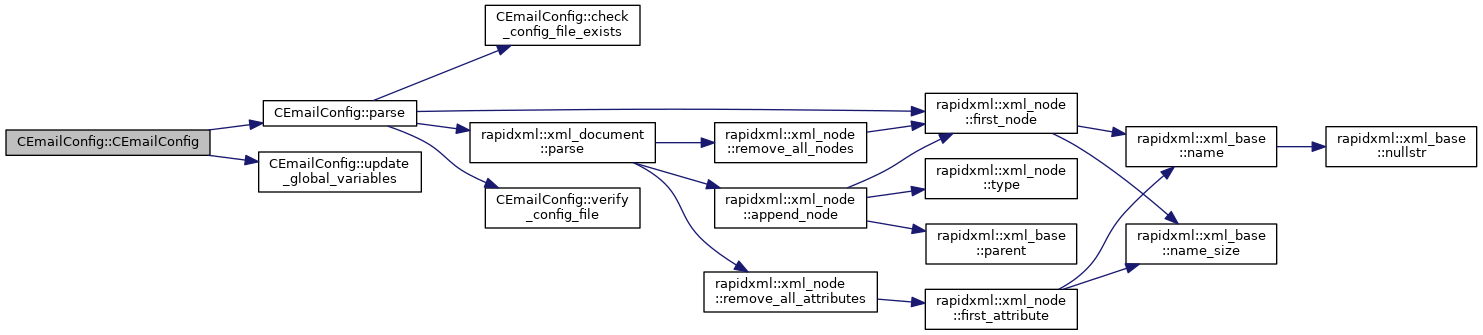 CEmailConfig::CEmailConfig
CEmailConfig::parse
CEmailConfig::update
_global_variables
CEmailConfig::check
_config_file_exists
rapidxml::xml_document
::parse
CEmailConfig::verify
_config_file
rapidxml::xml_node
::remove_all_nodes
rapidxml::xml_node
::append_node
rapidxml::xml_node
::remove_all_attributes
rapidxml::xml_node
::first_node
rapidxml::xml_node
::type
rapidxml::xml_base
::parent
rapidxml::xml_node
::first_attribute
rapidxml::xml_base
::name
rapidxml::xml_base
::name_size
rapidxml::xml_base
::nullstr